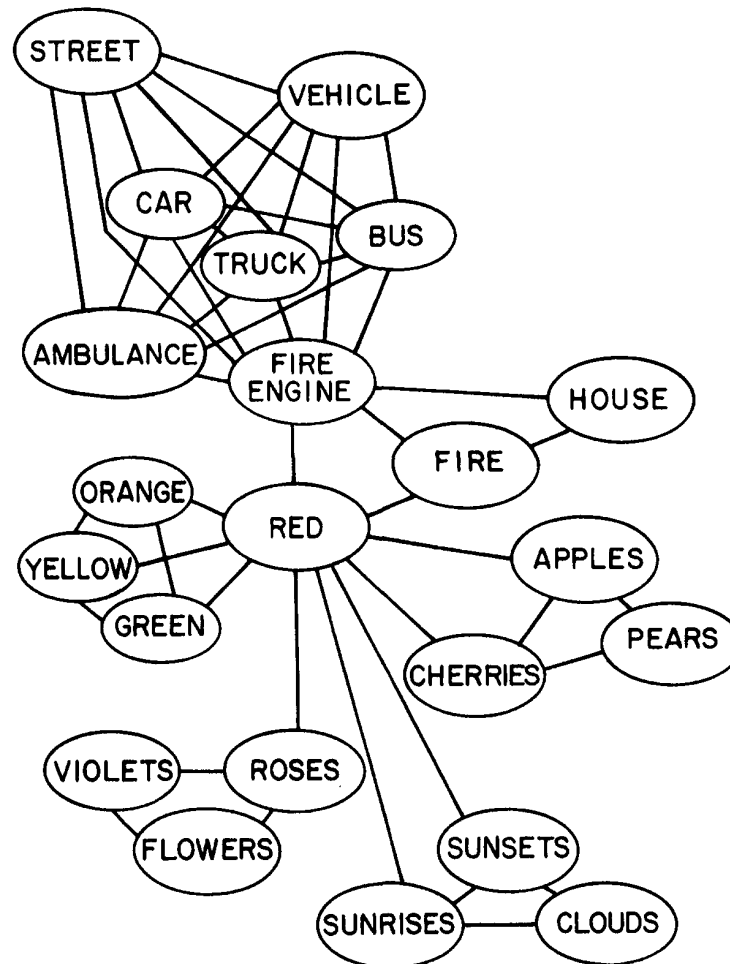 STREET
VEHICLE
CAR
BUS
TRUCK
AMBULANCE
FIRE
ENGINE
HOUSE
FIRE
ORANGE
RED
YELLOW
APPLES
GREEN
PEARS
CHERRIES
VIOLETS
ROSES
FLOWERS
SUNSETS
SUNRISES
CLOUDS